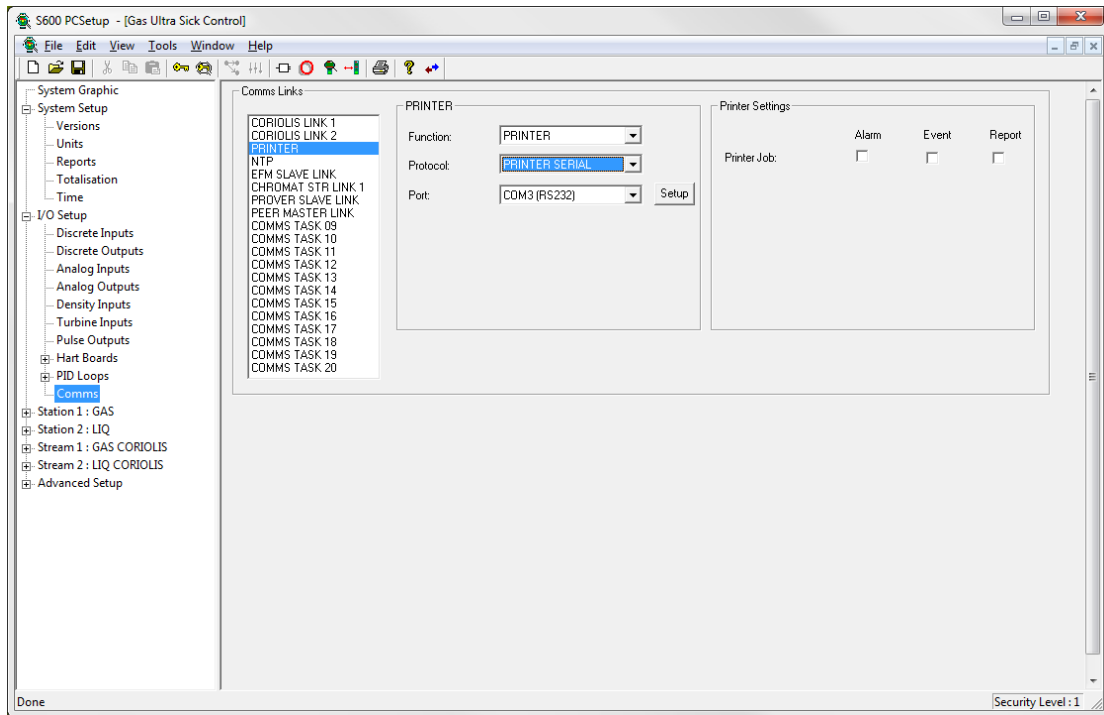 S600 PCSetup - [Gas Ultra Sick Control]
File Edit View Tools Window Help
System Graphic
System Setup
Versions
Units
Reports
Totalisation
Time
I/O Setup
Discrete Inputs
Discrete Outputs
Analog Inputs
Analog Outputs
Density Inputs
Turbine Inputs
Pulse Outputs
Hart Boards
PID Loops
Comms
Station 1 : GAS
Station 2 : LIQ
Stream 1 : GAS CORIOLIS
Stream 2 : LIQ CORIOLIS
Advanced Setup
Comms Links
CORIOLIS LINK 1
CORIOLIS LINK 2
PRINTER
NTP
EFM SLAVE LINK
CHROMAT STR LINK 1
PROVER SLAVE LINK
PEER MASTER LINK
COMMS TASK 09
COMMS TASK 10
COMMS TASK 11
COMMS TASK 12
COMMS TASK 13
COMMS TASK 14
COMMS TASK 15
COMMS TASK 16
COMMS TASK 17
COMMS TASK 18
COMMS TASK 19
COMMS TASK 20
PRINTER
Function: PRINTER
Protocol: PRINTER SERIAL
Port: COM3 (RS232) Setup
Printer Settings
Alarm Event Report
Printer Job:
Done Security Level : 1